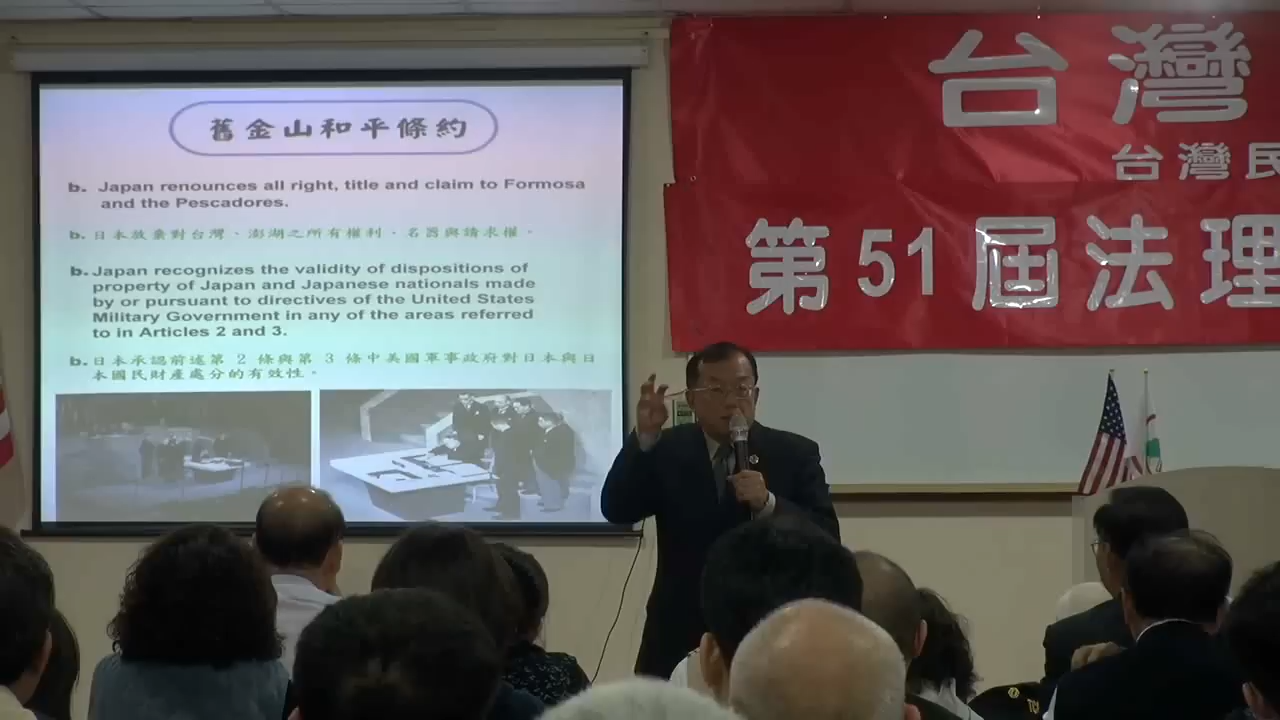 舊金山和平條約
b. Japan renounces all right, title and claim to Formosa
and the Pescadores.
b. 日本放棄對台灣、澎湖之所有權利、名器與請求權。
b. Japan recognizes the validity of dispositions of
property of Japan and Japanese nationals made
by or pursuant to directives of the United States
Military Government in any of the areas referred
to in Articles 2 and 3.
b. 日本承認前述第 2 條與第 3 條中美國軍事政府對日本與日
本國民財產處分的有效性。
台灣
台灣民
第51屆法理